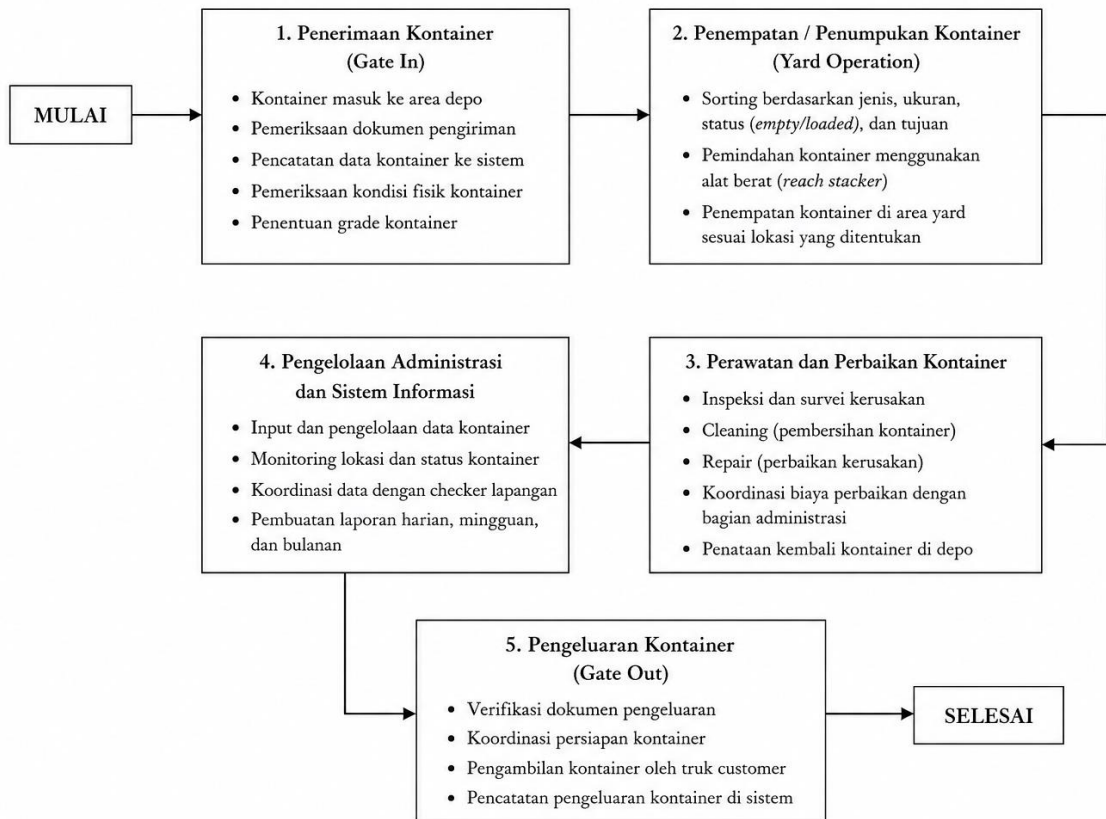 MULAI
1. Penerimaan Kontainer
(Gate In)
• Kontainer masuk ke area depo
• Pemeriksaan dokumen pengiriman
• Pencatatan data kontainer ke sistem
• Pemeriksaan kondisi fisik kontainer
• Penentuan grade kontainer
2. Penempatan / Penumpukan Kontainer
(Yard Operation)
• Sorting berdasarkan jenis, ukuran,
status (empty/loaded), dan tujuan
• Pemindahan kontainer menggunakan
alat berat (reach stacker)
• Penempatan kontainer di area yard
sesuai lokasi yang ditentukan
3. Perawatan dan Perbaikan Kontainer
• Inspeksi dan survei kerusakan
• Cleaning (pembersihan kontainer)
• Repair (perbaikan kerusakan)
• Koordinasi biaya perbaikan dengan
bagian administrasi
• Penataan kembali kontainer di depo
4. Pengelolaan Administrasi
dan Sistem Informasi
• Input dan pengelolaan data kontainer
• Monitoring lokasi dan status kontainer
• Koordinasi data dengan checker lapangan
• Pembuatan laporan harian, mingguan,
dan bulanan
5. Pengeluaran Kontainer
(Gate Out)
• Verifikasi dokumen pengeluaran
• Koordinasi persiapan kontainer
• Pengambilan kontainer oleh truk customer
• Pencatatan pengeluaran kontainer di sistem
SELESAI